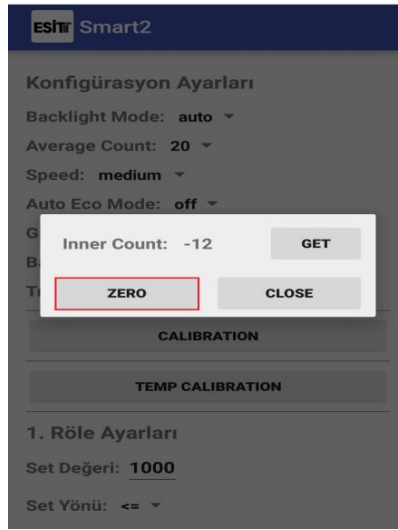 ESİT Smart2
Konfigürasyon Ayarları
Backlight Mode: auto
Average Count: 20
Speed: medium
Auto Eco Mode: off
Inner Count: -12 GET
ZERO CLOSE
CALIBRATION
TEMP CALIBRATION
1. Röle Ayarları
Set Değeri: 1000
Set Yönü: <=